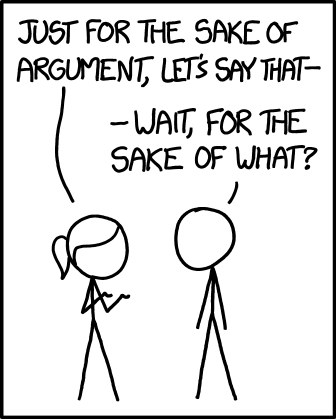 JUST FOR THE SAKE OF
ARGUMENT, LET'S SAY THAT—
—WAIT, FOR THE
SAKE OF WHAT?